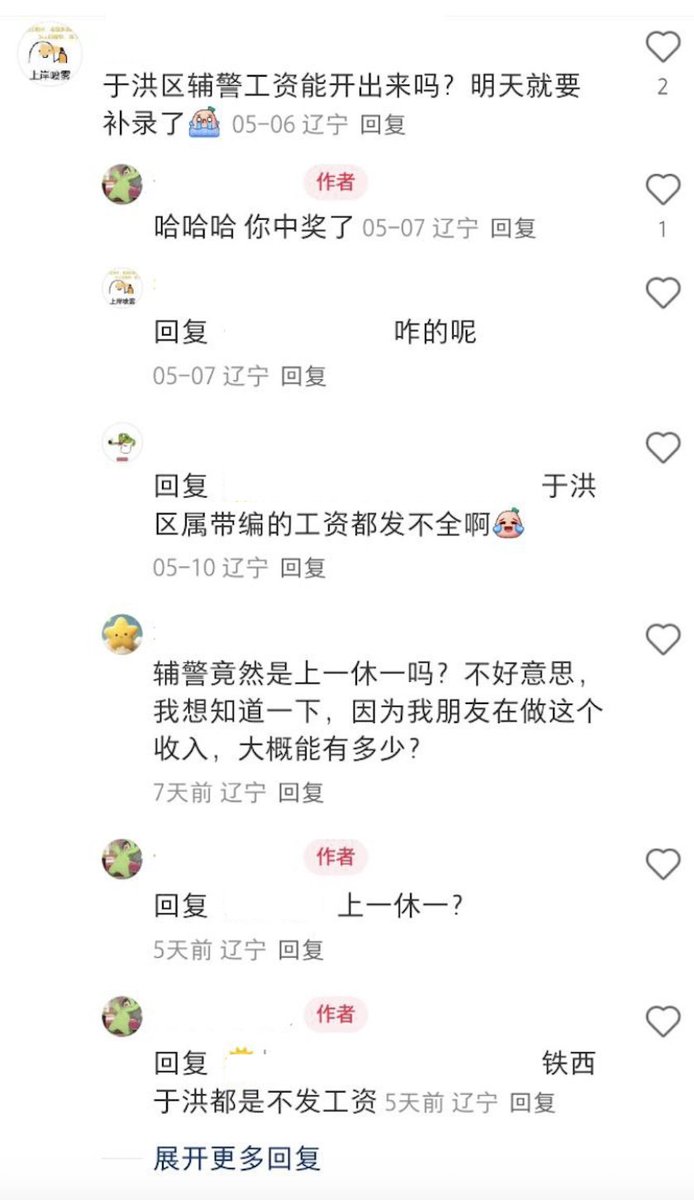 上岸喷雾
于洪区辅警工资能开出来吗？明天就要
补录了 05-06 辽宁 回复
2
作者
哈哈哈 你中奖了 05-07 辽宁 回复
1
上岸喷雾
回复 咋的呢
05-07 辽宁 回复
回复 于洪
区属带编的工资都发不全啊
05-10 辽宁 回复
辅警竟然是上一休一吗？不好意思，
我想知道一下，因为我朋友在做这个
收入，大概能有多少？
7天前 辽宁 回复
作者
回复 上一休一？
5天前 辽宁 回复
作者
回复 铁西
于洪都是不发工资 5天前 辽宁 回复
展开更多回复